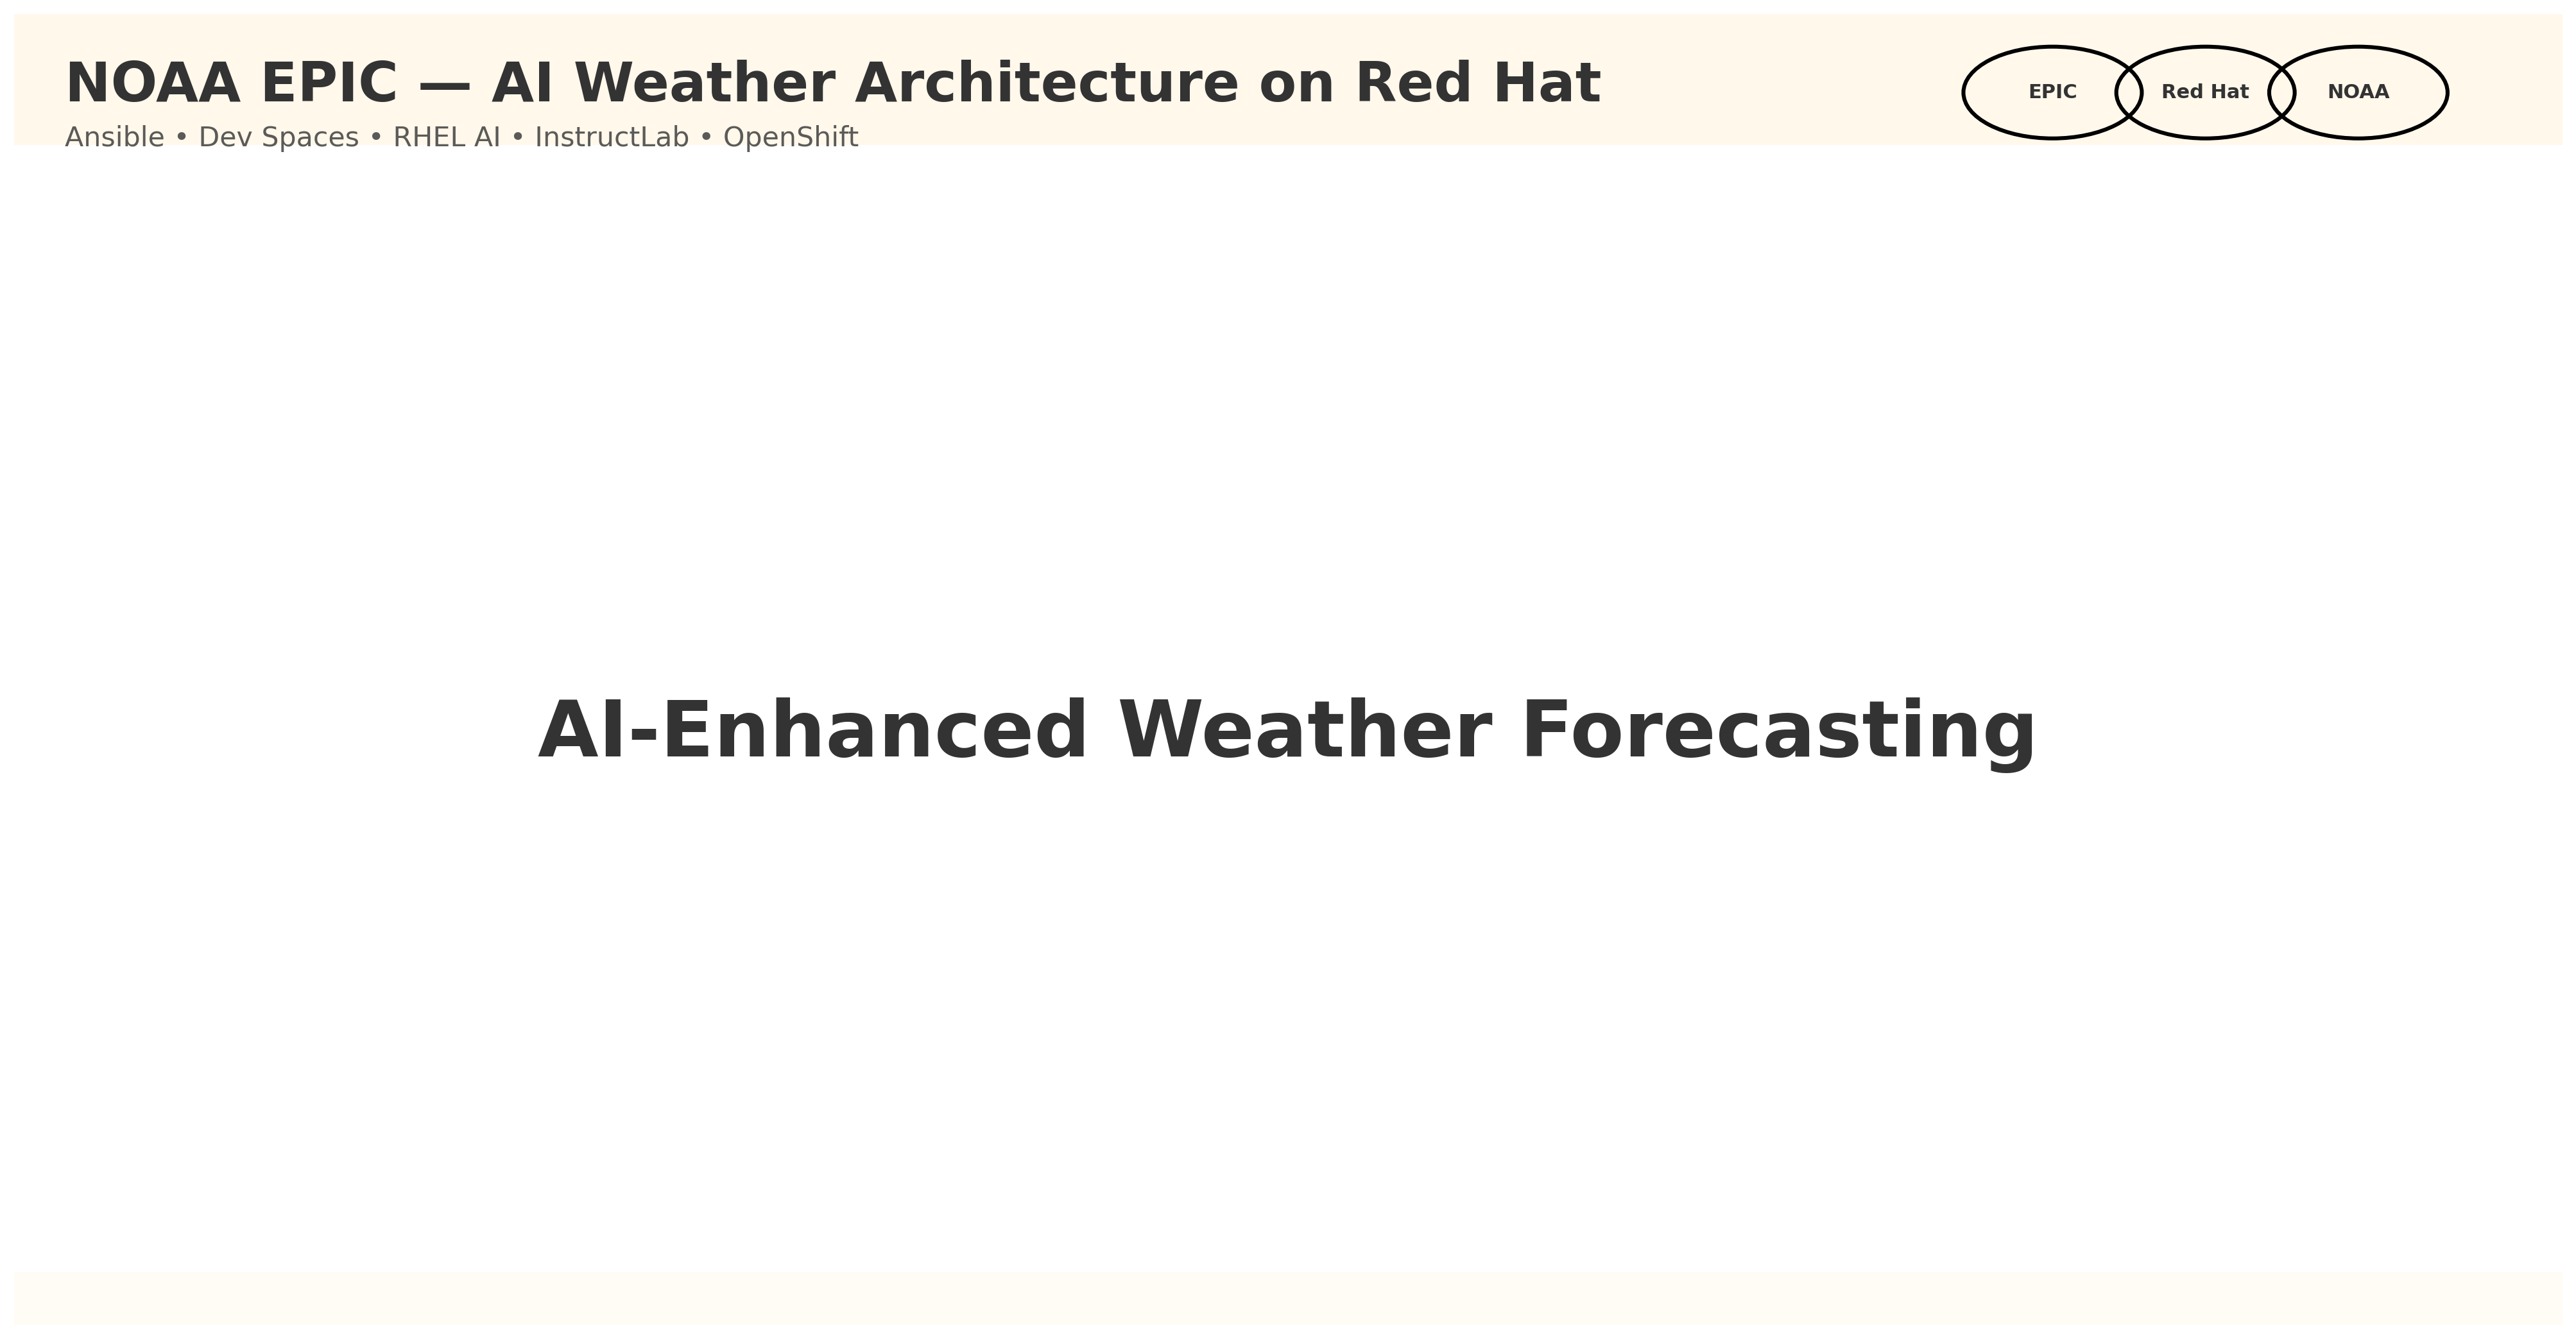 NOAA EPIC — AI Weather Architecture on Red Hat
Ansible • Dev Spaces • RHEL AI • InstructLab • OpenShift
EPIC
Red Hat
NOAA
AI-Enhanced Weather Forecasting